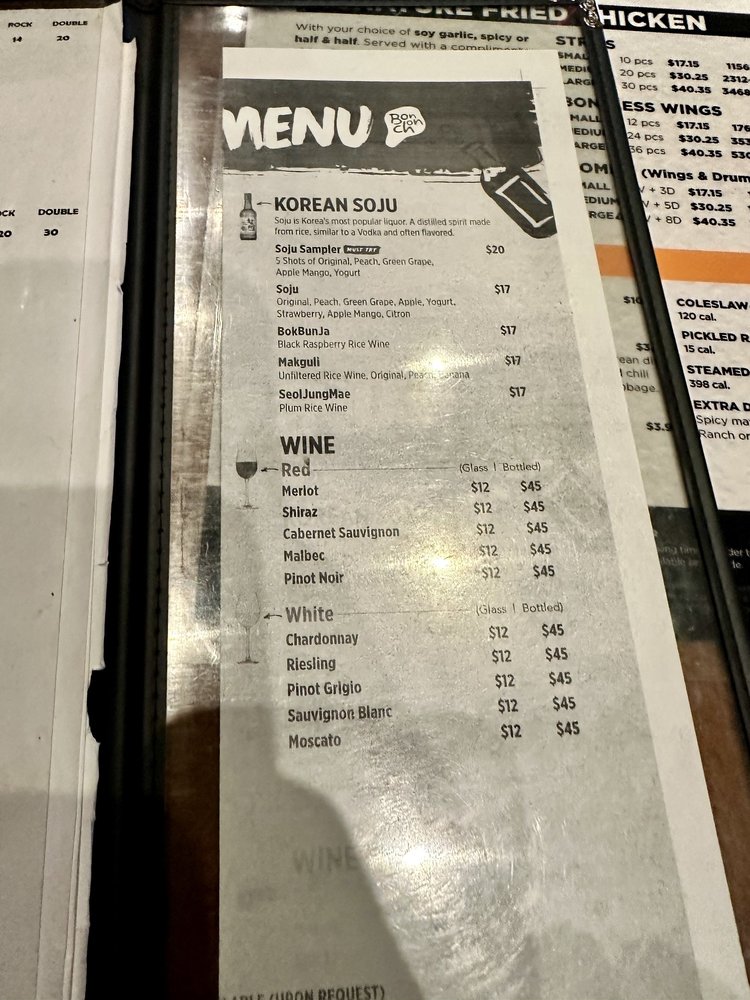 ROCK DOUBLE
14 20
DOUBLE
20 30
FRIED CHICKEN
With your choice of soy garlic, spicy or
half & half. Served with a
10 pcs $17.15
20 pcs $30.25
30 pcs $40.35
WINGS
12 pcs $17.15
24 pcs $30.25
36 pcs $40.35
(Wings & Drum
+ 3D $17.15
+ 5D $30.25
+ 8D $40.35
COLESLAW
120 cal.
PICKLED
15 cal.
STEAMED
398 cal.
EXTRA
Spicy
Ranch or
MENU
Bon
chon
KOREAN SOJU
Soju is Korea's most popular liquor. A distilled spirit made
from rice, similar to a Vodka and often flavored.
Soju Sampler MUST TRY $20
5 Shots of Original, Peach, Green Grape,
Apple Mango, Yogurt
Soju $17
Original, Peach, Green Grape, Apple, Yogurt,
Strawberry, Apple Mango, Citron
BokBunJa $17
Black Raspberry Rice Wine
Makguli $17
Unfiltered Rice Wine, Original, Peach, Banana
SeolJungMae $17
Plum Rice Wine
WINE
Red (Glass | Bottled)
Merlot $12 $45
Shiraz $12 $45
Cabernet Sauvignon $12 $45
Malbec $12 $45
Pinot Noir $12 $45
White (Glass | Bottled)
Chardonnay $12 $45
Riesling $12 $45
Pinot Grigio $12 $45
Sauvignon Blanc $12 $45
Moscato $12 $45
WINE
(UPON REQUEST)